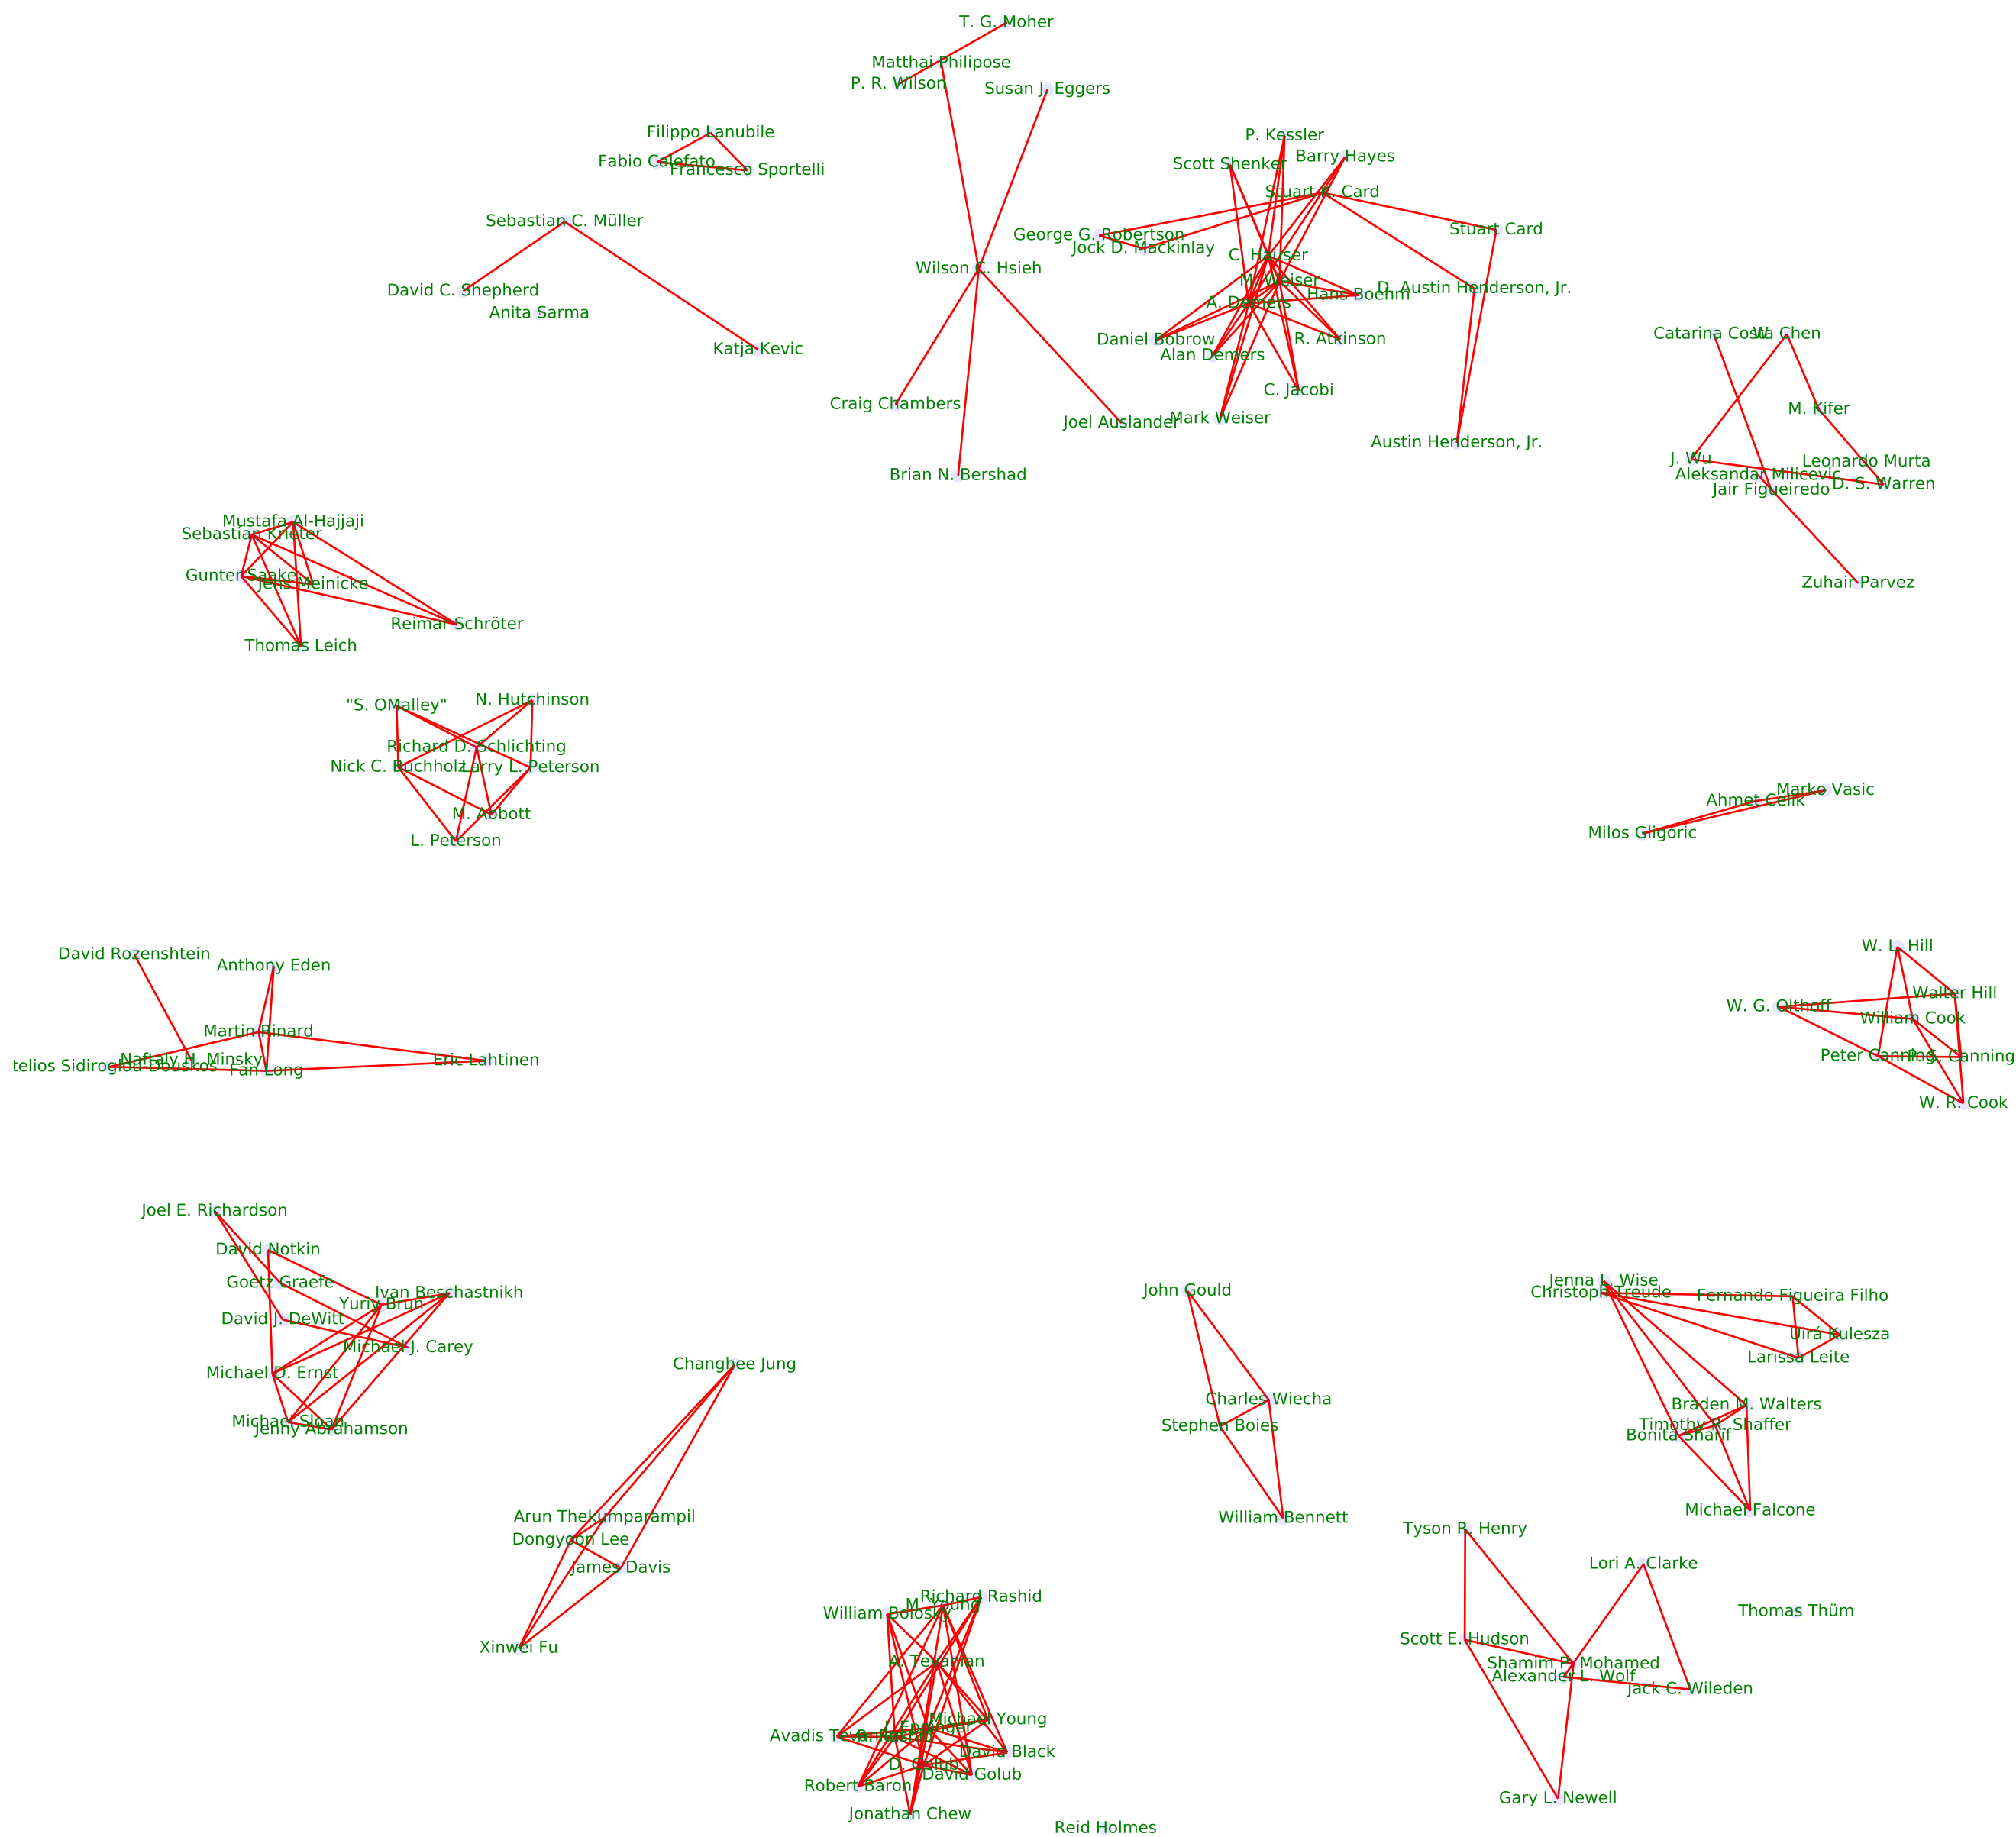 T. G. Moher
Matthai Philipose
P. R. Wilson
Susan J. Eggers
Filippo Lanubile
Fabio Calefato
Francesco Sportelli
P. Kessler
Barry Hayes
Scott Shenker
Stuart K. Card
Sebastian C. Müller
Stuart Card
George G. Robertson
Jock D. Mackinlay
C. Hauser
Wilson C. Hsieh
M. Weiser
David C. Shepherd
D. Austin Henderson, Jr.
Hans Boehm
A. Demers
Anita Sarma
Catarina Costa
W. Chen
Daniel Bobrow
R. Atkinson
Katja Kevic
Alan Demers
C. Jacobi
Craig Chambers
M. Kifer
Mark Weiser
Joel Auslander
Austin Henderson, Jr.
J. Wu
Leonardo Murta
Brian N. Bershad
Aleksandar Milicevic
D. S. Warren
Jair Figueiredo
Mustafa Al-Hajjaji
Sebastian Krieter
Gunter Saake
Jens Meinicke
Zuhair Parvez
Reimar Schröter
Thomas Leich
N. Hutchinson
"S. OMalley"
Richard D. Schlichting
Nick C. Buchholz
Larry L. Peterson
Marko Vasic
Ahmet Celik
M. Abbott
Milos Gligoric
L. Peterson
W. L. Hill
David Rozenshtein
Anthony Eden
Walter Hill
W. G. Olthoff
William Cook
Martin Rinard
Peter Canning
P. S. Canning
Naftaly H. Minsky
Eric Lahtinen
telios Sidiroglou-Douskos
Fan Long
W. R. Cook
Joel E. Richardson
David Notkin
Goetz Graefe
Jenna L. Wise
John Gould
Ivan Beschastnikh
Christoph Treude
Fernando Figueira Filho
Yuriy Brun
David J. DeWitt
Uirá Kulesza
Michael J. Carey
Larissa Leite
Changhee Jung
Michael D. Ernst
Charles Wiecha
Braden M. Walters
Michael Sloan
Timothy R. Shaffer
Stephen Boies
Jenny Abrahamson
Bonita Sharif
Michael Falcone
Arun Thekumparampil
William Bennett
Tyson R. Henry
Dongyoon Lee
Lori A. Clarke
James Davis
Richard Rashid
M. Young
Thomas Thüm
William Bolosky
Scott E. Hudson
Xinwei Fu
A. Tevanian
Shamim P. Mohamed
Alexander L. Wolf
Jack C. Wileden
Michael Young
J. Eppinger
David Black
D. Golub
David Golub
Robert Baron
Gary L. Newell
Jonathan Chew
Reid Holmes